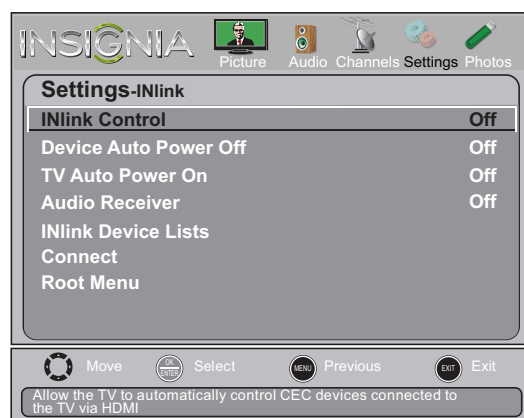 INSIGNIA
Picture Audio Channels Settings Photos
Settings-INlink
INlink Control Off
Device Auto Power Off Off
TV Auto Power On Off
Audio Receiver Off
INlink Device Lists
Connect
Root Menu
Move OK ENTER Select MENU Previous EXIT Exit
Allow the TV to automatically control CEC devices connected to
the TV via HDMI